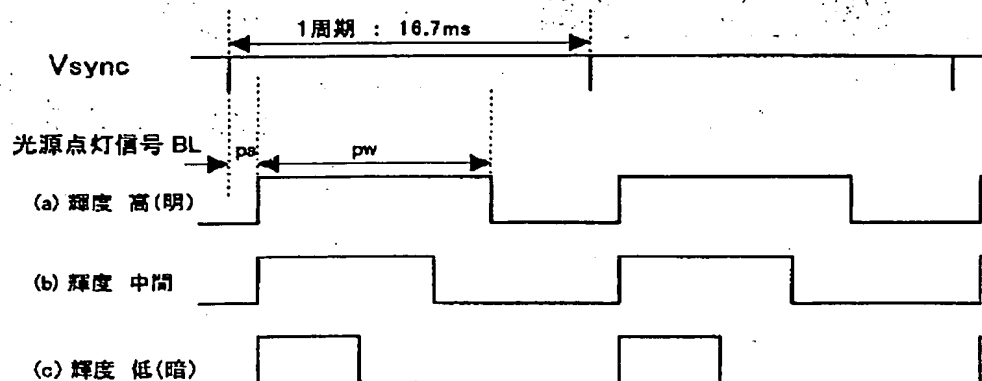 1周期 : 16.7ms
Vsync
光源点灯信号 BL
ps
pw
(a) 輝度 高(明)
(b) 輝度 中間
(c) 輝度 低(暗)